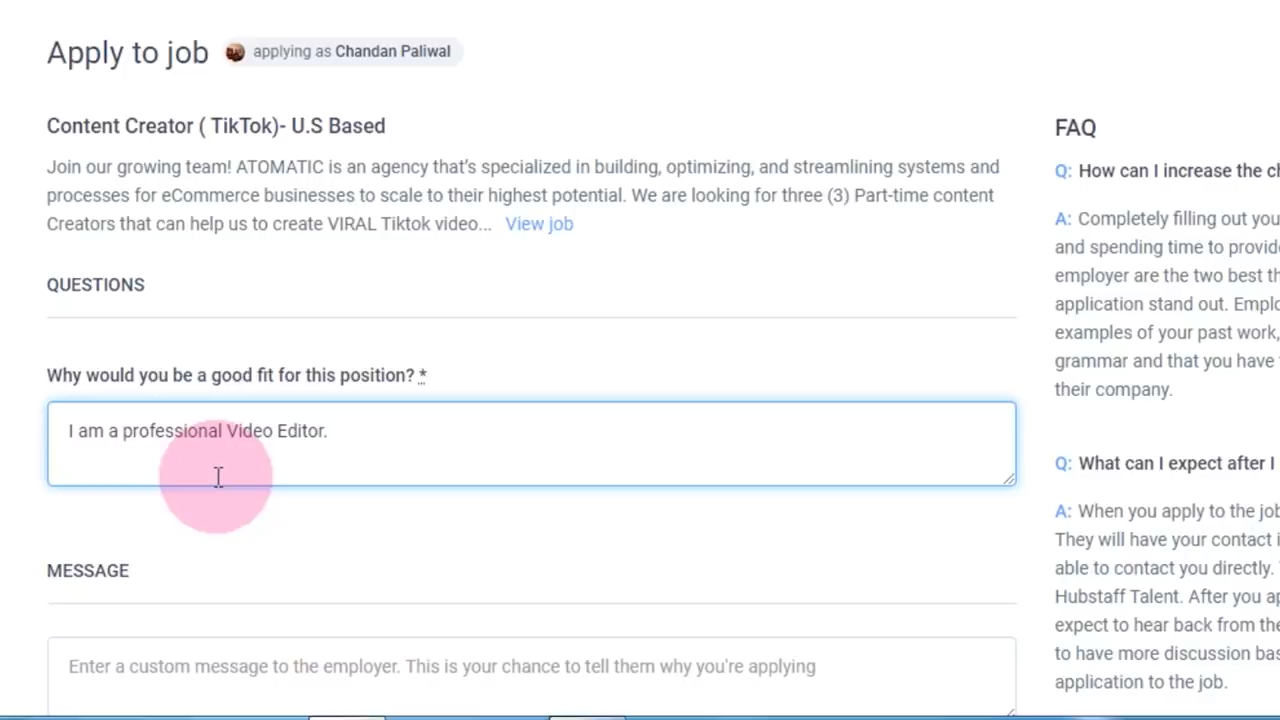 Apply to job
applying as Chandan Paliwal
Content Creator ( TikTok)- U.S Based
Join our growing team! ATOMATIC is an agency that's specialized in building, optimizing, and streamlining systems and
processes for eCommerce businesses to scale to their highest potential. We are looking for three (3) Part-time content
Creators that can help us to create VIRAL Tiktok video... View job
QUESTIONS
Why would you be a good fit for this position? *
I am a professional Video Editor.
MESSAGE
Enter a custom message to the employer. This is your chance to tell them why you're applying
FAQ
Q: How can I increase the
A: Completely filling out you
and spending time to provid
employer are the two best th
application stand out. Emplo
examples of your past work,
grammar and that you have
their company.
Q: What can I expect after I
A: When you apply to the job
They will have your contact i
able to contact you directly.
Hubstaff Talent. After you ap
expect to hear back from the
to have more discussion bas
application to the job.